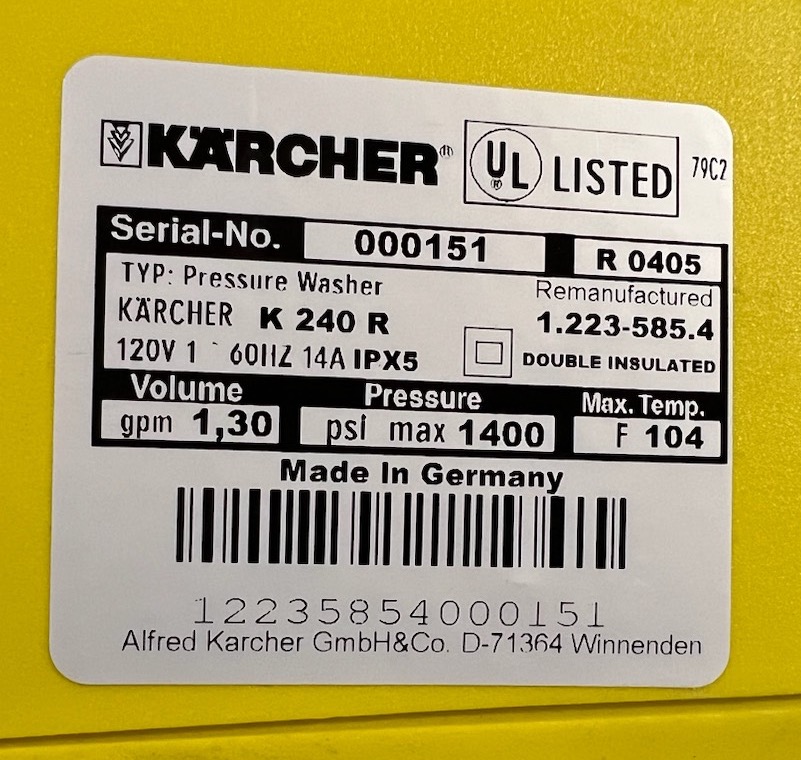 KÄRCHER® UL® LISTED 79C2
Serial-No. 000151 R 0405
TYP: Pressure Washer Remanufactured
KÄRCHER K 240 R 1.223-585.4
120V 1 ~ 60HZ 14A IPX5 DOUBLE INSULATED
Volume Pressure Max. Temp.
gpm 1,30 psi max 1400 F 104
Made In Germany
12235854000151
Alfred Karcher GmbH&Co. D-71364 Winnenden